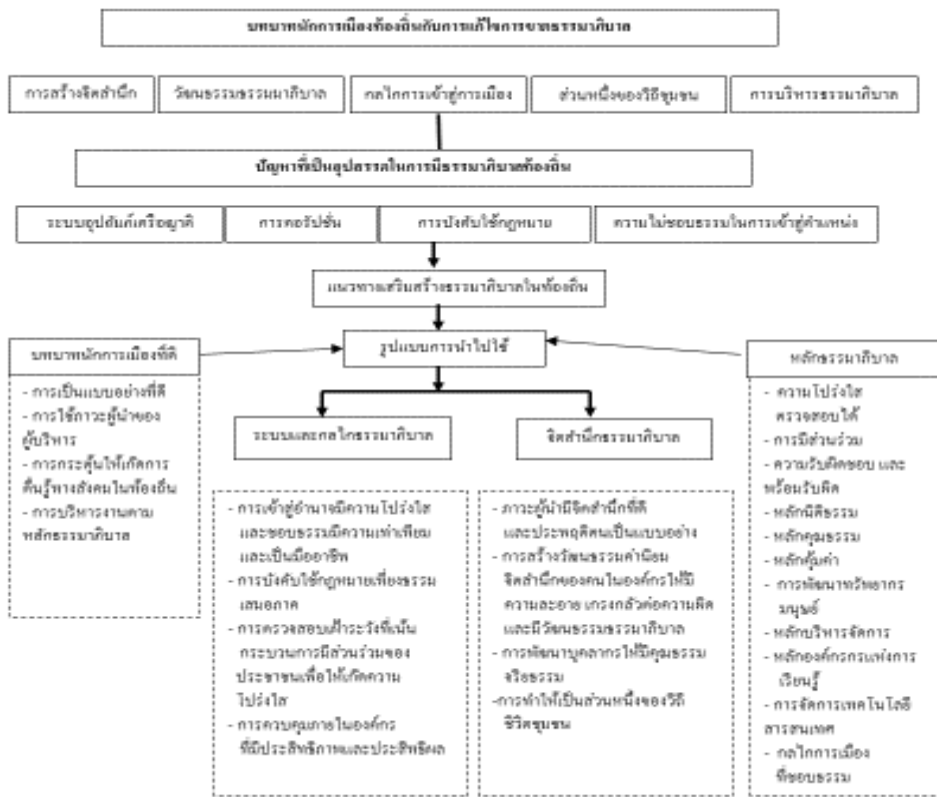 บทบาทนักการเมืองท้องถิ่นกับการแก้ไขการขาดธรรมาภิบาล
การสร้างจิตสำนึก
วัฒนธรรมธรรมมาภิบาล
กลไกการเข้าสู่การเมือง
ส่วนหนึ่งของวิถีชุมชน
การบริหารธรรมาภิบาล
ปัญหาที่เป็นอุปสรรคในการมีธรรมาภิบาลท้องถิ่น
ระบบอุปถัมภ์เครือญาติ
การคอรัปชั่น
การบังคับใช้กฎหมาย
ความไม่ชอบธรรมในการเข้าสู่ตำแหน่ง
แนวทางเสริมสร้างธรรมาภิบาลในท้องถิ่น
รูปแบบการนำไปใช้
บทบาทนักการเมืองที่ดี
- การเป็นแบบอย่างที่ดี
- การใช้ภาวะผู้นำของ
ผู้บริหาร
- การกระตุ้นให้เกิดการ
ตื่นรู้ทางสังคมในท้องถิ่น
- การบริหารงานตาม
หลักธรรมาภิบาล
ระบบและกลไกธรรมาภิบาล
- การเข้าสู่อำนาจมีความโปร่งใส
และชอบธรรมมีความเท่าเทียม
และเป็นมืออาชีพ
- การบังคับใช้กฎหมายเที่ยงธรรม
เสมอภาค
- การตรวจสอบเฝ้าระวังที่เน้น
กระบวนการมีส่วนร่วมของ
ประชาชนเพื่อให้เกิดความ
โปร่งใส
- การควบคุมภายในองค์กร
ที่มีประสิทธิภาพและประสิทธิผล
จิตสำนึกธรรมาภิบาล
- ภาวะผู้นำมีจิตสำนึกที่ดี
และประพฤติตนเป็นแบบอย่าง
- การสร้างวัฒนธรรมค่านิยม
จิตสำนึกของคนในองค์กรให้มี
ความละอาย เกรงกลัวต่อความผิด
และมีวัฒนธรรมธรรมาภิบาล
- การพัฒนาบุคลากรให้มีคุณธรรม
จริยธรรม
-การทำให้เป็นส่วนหนึ่งของวิถี
ชีวิตชุมชน
หลักธรรมาภิบาล
- ความโปร่งใส
ตรวจสอบได้
- การมีส่วนร่วม
- ความรับผิดชอบ และ
พร้อมรับผิด
- หลักนิติธรรม
- หลักคุณธรรม
- หลักคุ้มค่า
- การพัฒนาทรัพยากร
มนุษย์
- หลักบริหารจัดการ
- หลักองค์กรแห่งการ
เรียนรู้
- การจัดการเทคโนโลยี
สารสนเทศ
- กลไกการเมือง
ที่ชอบธรรม